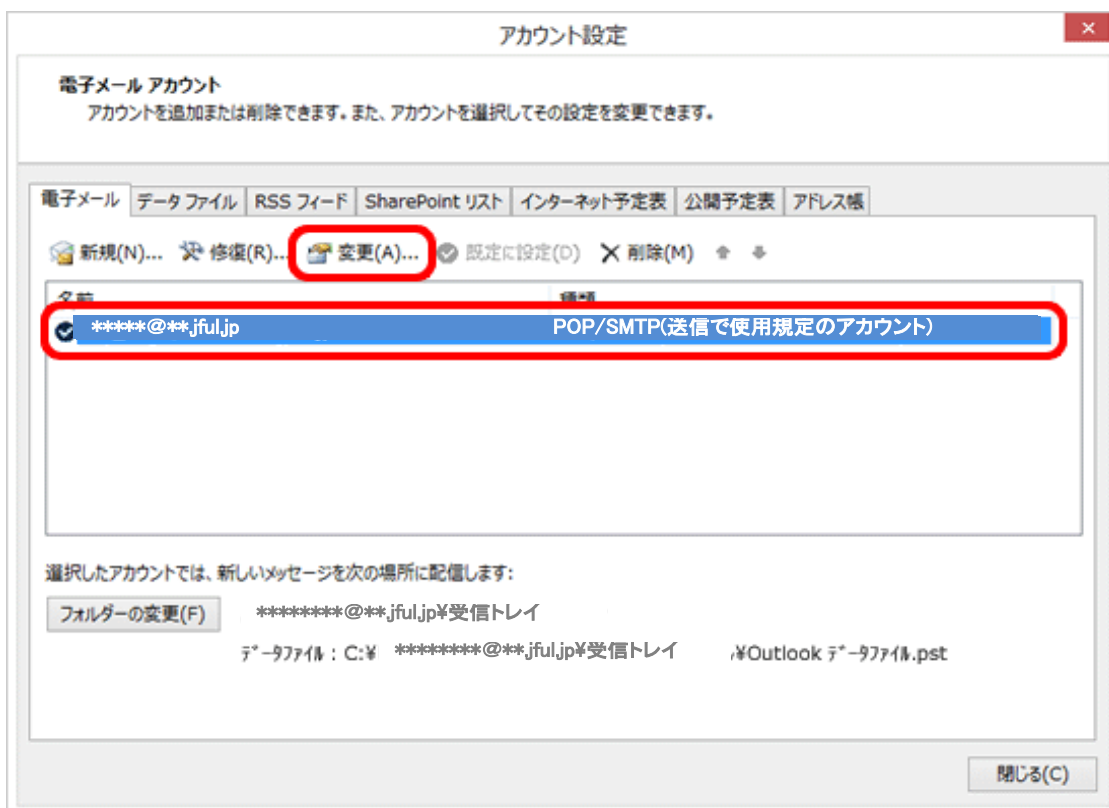 アカウント設定
電子メール アカウント
アカウントを追加または削除できます。また、アカウントを選択してその設定を変更できます。
電子メール データ ファイル RSS フィード SharePoint リスト インターネット予定表 公開予定表 アドレス帳
新規(N)... 修復(R)... 変更(A)... 既定に設定(D) 削除(M)
名前 種類
*****@**.jful.jp POP/SMTP(送信で使用規定のアカウント)
選択したアカウントでは、新しいメッセージを次の場所に配信します:
フォルダーの変更(F) ********@**.jful.jp¥受信トレイ
データファイル : C:¥ ********@**.jful.jp¥受信トレイ ¥Outlook データファイル.pst
閉じる(C)